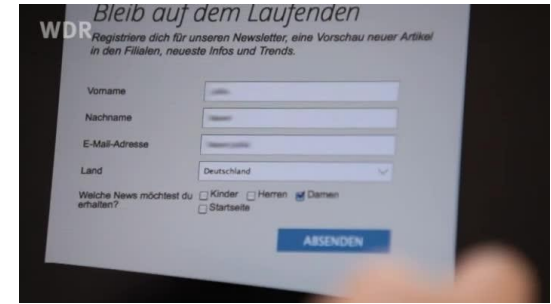 WDR
Bleib auf dem Laufenden
Registriere dich für unseren Newsletter, eine Vorschau neuer Artikel
in den Filialen, neueste Infos und Trends.
Vorname
Nachname
E-Mail-Adresse
Land Deutschland
Welche News möchtest du Kinder Herren Damen
erhalten? Startseite
ABSENDEN